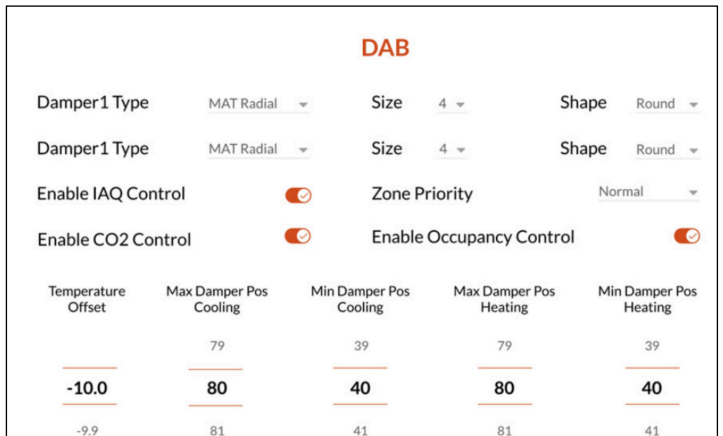 DAB
Damper1 Type MAT Radial Size 4 Shape Round
Damper1 Type MAT Radial Size 4 Shape Round
Enable IAQ Control Zone Priority Normal
Enable CO2 Control Enable Occupancy Control
Temperature Max Damper Pos Min Damper Pos Max Damper Pos Min Damper Pos
Offset Cooling Cooling Heating Heating
79 39 79 39
-10.0 80 40 80 40
-9.9 81 41 81 41